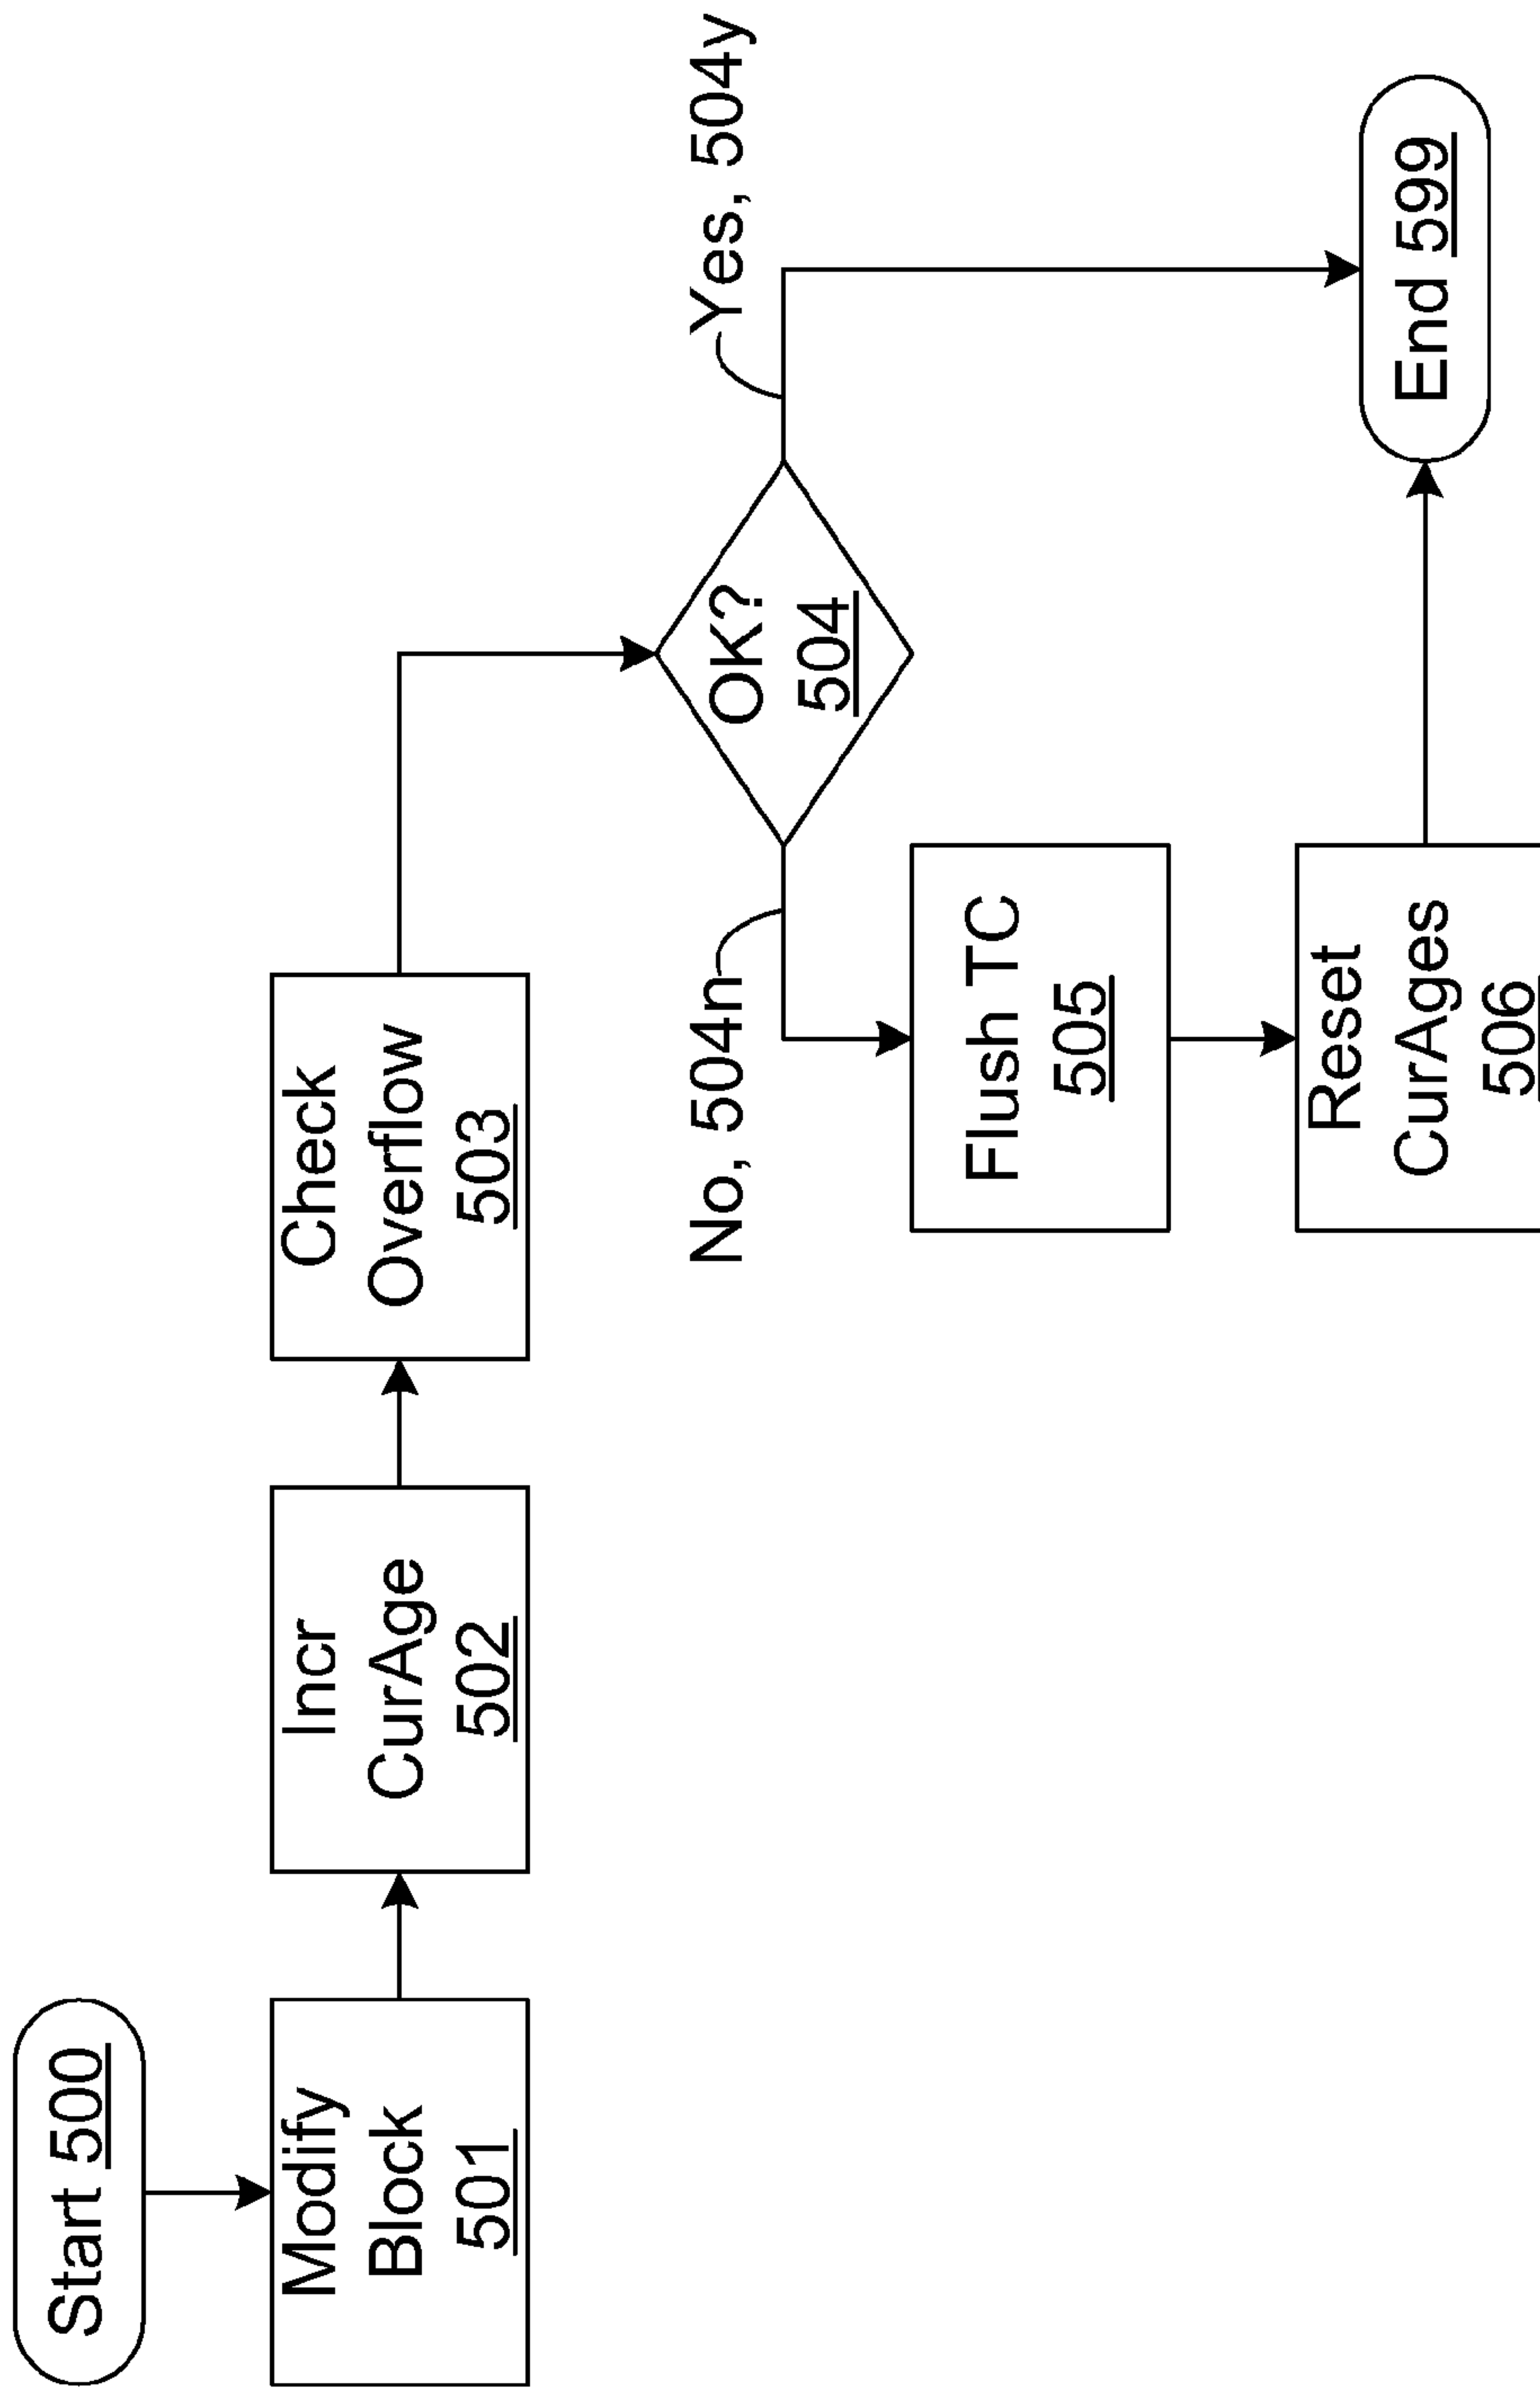 Start 500
Modify
Block
501
Incr
CurAge
502
Check
Overflow
503
OK?
504
No, 504n
Yes, 504y
Flush TC
505
Reset
CurAges
506
End 599